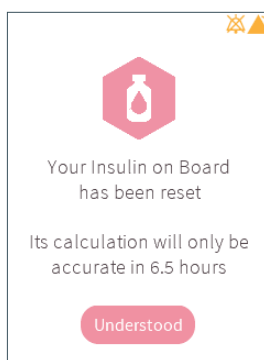 Your Insulin on Board
has been reset
Its calculation will only be
accurate in 6.5 hours
Understood